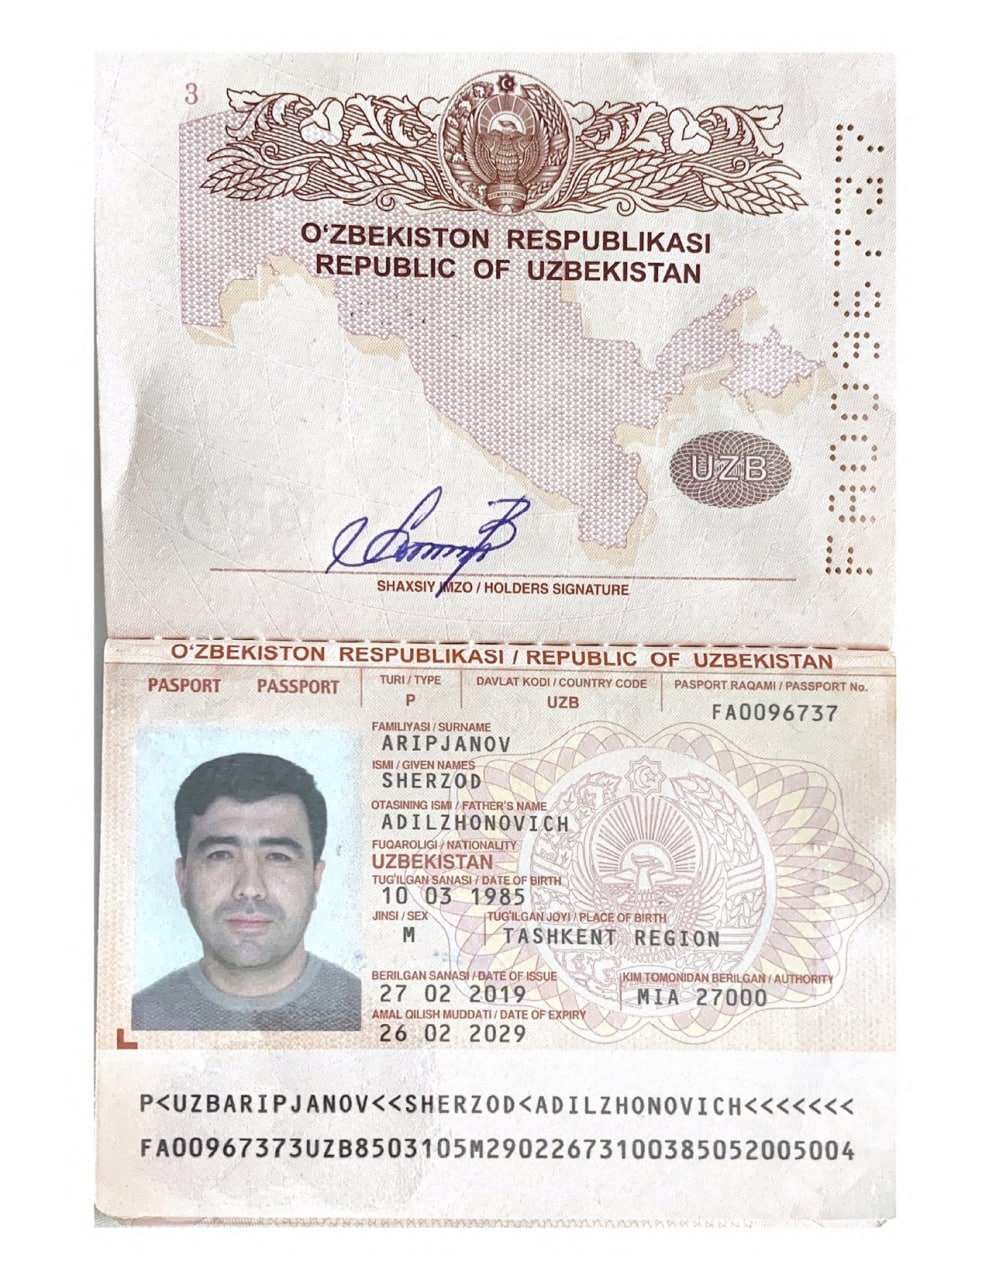 3
O‘ZBEKISTON RESPUBLIKASI
REPUBLIC OF UZBEKISTAN
UZB
FA0096737
SHAXSIY IMZO / HOLDERS SIGNATURE
O‘ZBEKISTON RESPUBLIKASI / REPUBLIC OF UZBEKISTAN
PASPORT PASSPORT
TURI / TYPE
P
DAVLAT KODI / COUNTRY CODE
UZB
PASPORT RAQAMI / PASSPORT No.
FA0096737
FAMILIYASI / SURNAME
ARIPJANOV
ISMI / GIVEN NAMES
SHERZOD
OTASINING ISMI / FATHER'S NAME
ADILZHONOVICH
FUQAROLIGI / NATIONALITY
UZBEKISTAN
TUG‘ILGAN SANASI / DATE OF BIRTH
10 03 1985
JINSI / SEX
M
TUG‘ILGAN JOYI / PLACE OF BIRTH
TASHKENT REGION
BERILGAN SANASI / DATE OF ISSUE
27 02 2019
KIM TOMONIDAN BERILGAN / AUTHORITY
MIA 27000
AMAL QILISH MUDDATI / DATE OF EXPIRY
26 02 2029
P<UZBARIPJANOV<<SHERZOD<ADILZHONOVICH<<<<<<<
FA00967373UZB8503105M29022673100385052005004